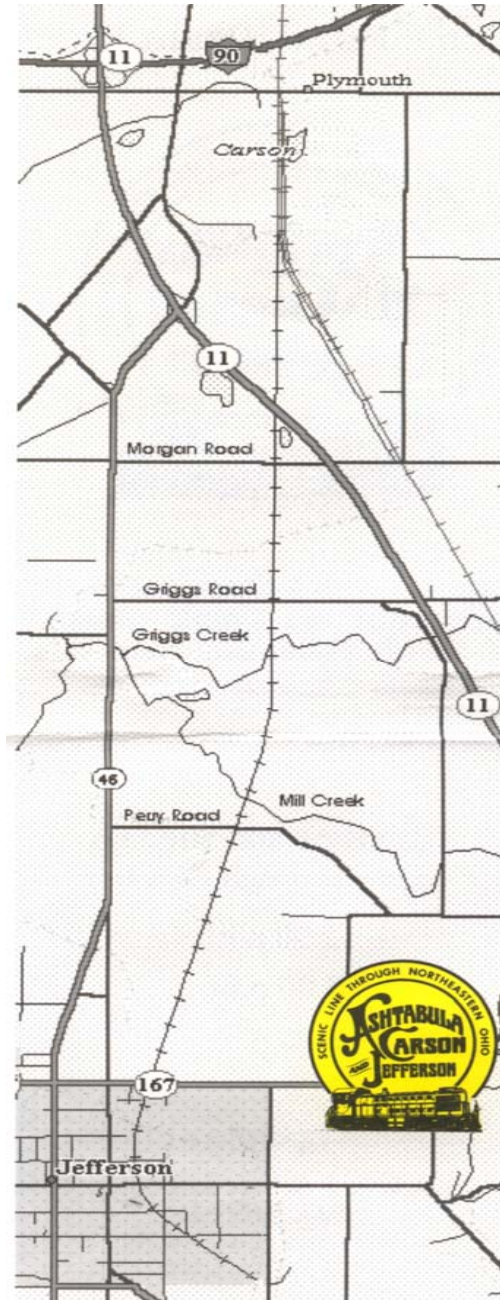 11
90
Plymouth
Carson
11
Morgan Road
Griggs Road
Griggs Creek
11
46
Mill Creek
Peuy Road
SCENIC LINE THROUGH NORTHEASTERN OHIO
ASHTABULA
CARSON
AND
JEFFERSON
167
Jefferson